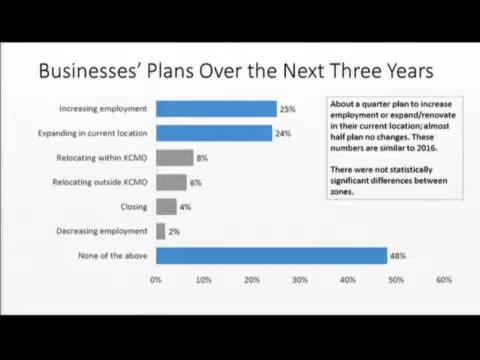 Businesses' Plans Over the Next Three Years
Increasing employment 25%
Expanding in current location 24%
Relocating within KCMO 8%
Relocating outside KCMO 6%
Closing 4%
Decreasing employment 2%
None of the above 48%
0% 10% 20% 30% 40% 50% 60%
About a quarter plan to increase
employment or expand/renovate
in their current location; almost
half plan no changes. These
numbers are similar to 2016.
There were not statistically
significant differences between
zones.